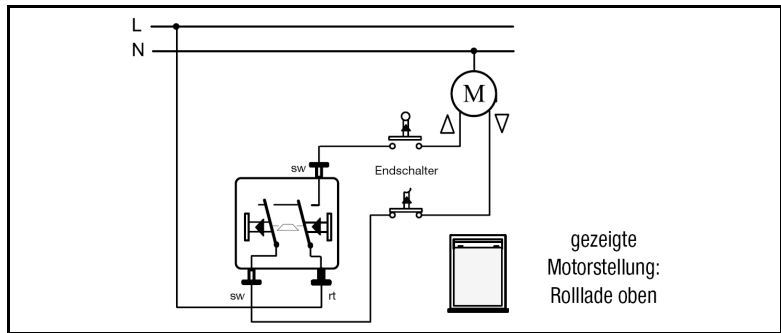 L
N
M
sw
Endschalter
sw
rt
gezeigte
Motorstellung:
Rolllade oben